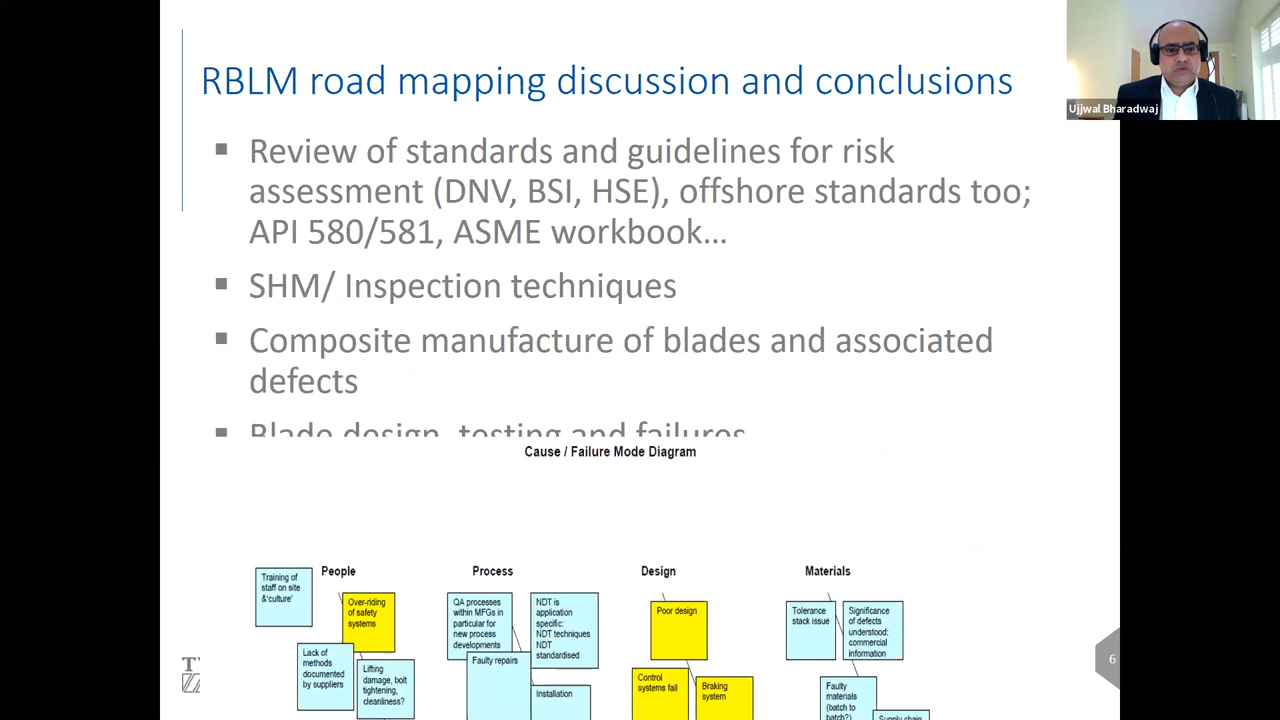 RBLM road mapping discussion and conclusions
Ujjwal Bharadwaj
▪ Review of standards and guidelines for risk
assessment (DNV, BSI, HSE), offshore standards too;
API 580/581, ASME workbook…
▪ SHM/ Inspection techniques
▪ Composite manufacture of blades and associated
defects
▪ Blade design, testing and failures
Cause / Failure Mode Diagram
People
Training of
staff on site
&'culture'
Over-riding
of safety
systems
Lack of
methods
documented
by suppliers
Lifting
damage, bolt
tightening,
cleanliness?
Process
QA processes
within MFGs in
particular for
new process
developments
NDT is
application
specific:
NDT techniques
NDT
standardised
Faulty repairs
Installation
Design
Poor design
Control
systems fail
Braking
system
Materials
Tolerance
stack issue
Significance
of defects
understood:
commercial
information
Faulty
materials
(batch to
batch?)
Supply chain
6